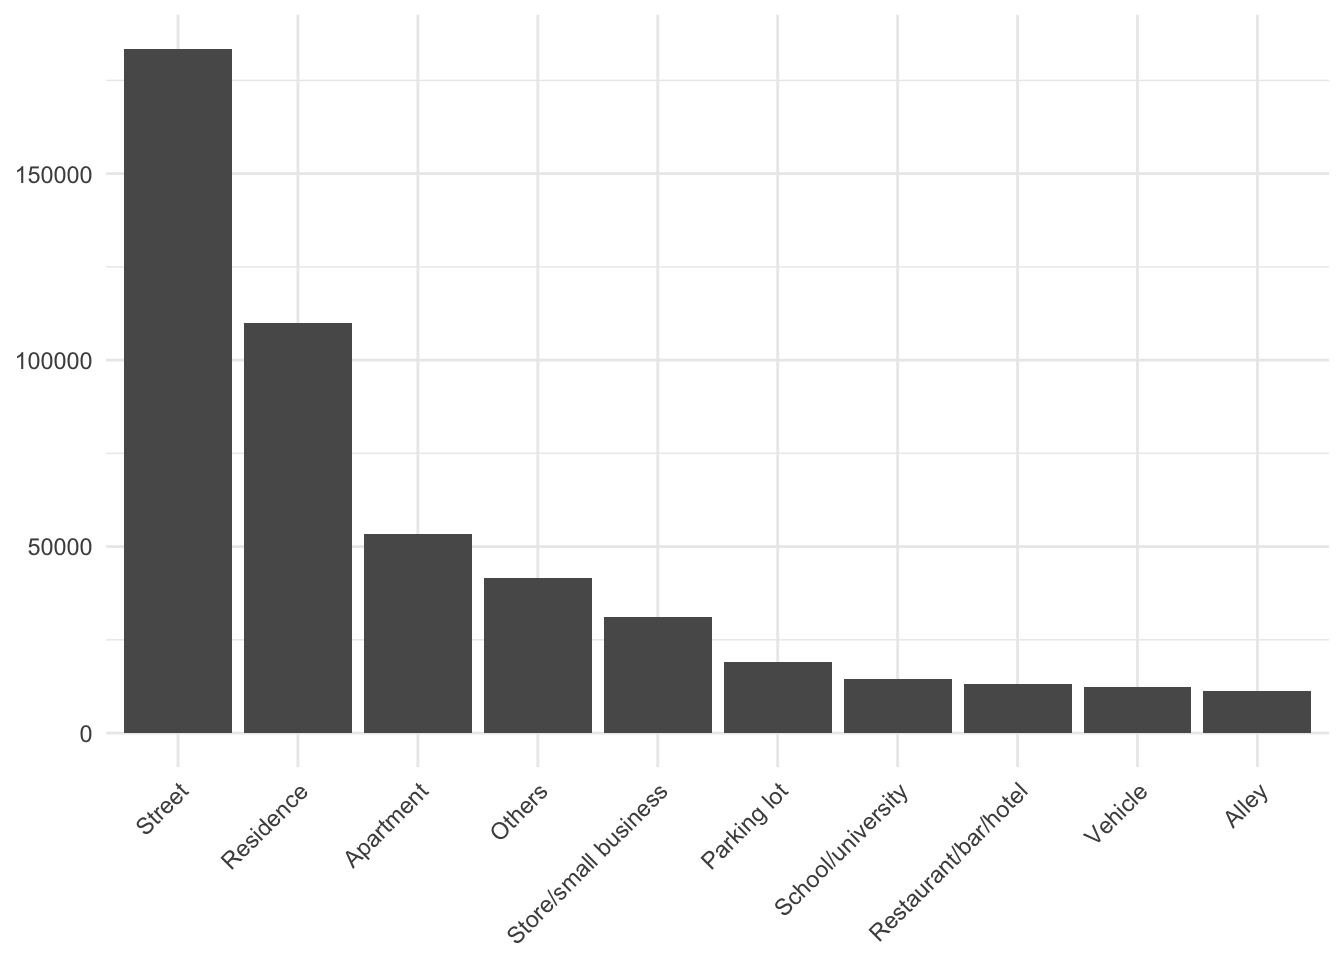 150000
100000
50000
0
Street
Residence
Apartment
Others
Store/small business
Parking lot
School/university
Restaurant/bar/hotel
Vehicle
Alley